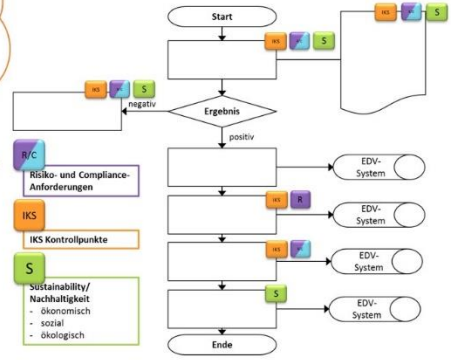 Start
IKS
S
IKS
S
IKS
S
negativ
Ergebnis
positiv
R/C
Risiko- und Compliance-
Anforderungen
EDV-
System
IKS
R
IKS
IKS Kontrollpunkte
EDV-
System
IKS
S
Sustainability/
Nachhaltigkeit
- ökonomisch
- sozial
- ökologisch
EDV-
System
S
EDV-
System
Ende